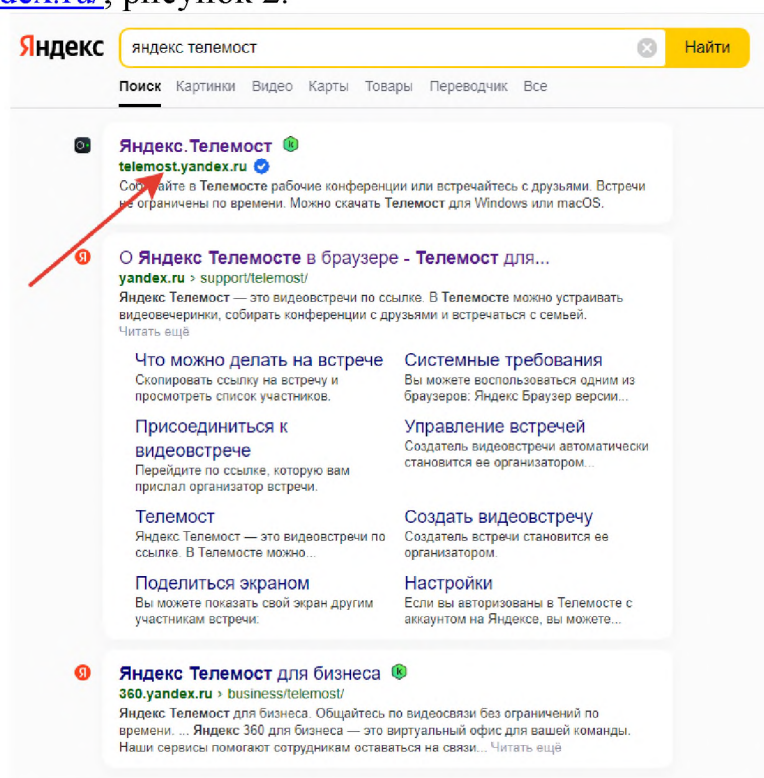 dex.ru/, рисунок 2.
Яндекс
яндекс телемост
Найти
Поиск Картинки Видео Карты Товары Переводчик Все
Яндекс.Телемост
telemost.yandex.ru
Собирайте в Телемосте рабочие конференции или встречайтесь с друзьями. Встречи
не ограничены по времени. Можно скачать Телемост для Windows или macOS.
О Яндекс Телемосте в браузере - Телемост для...
yandex.ru › support/telemost/
Яндекс Телемост — это видеовстречи по ссылке. В Телемосте можно устраивать
видеовечеринки, собирать конференции с друзьями и встречаться с семьей.
Читать ещё
Что можно делать на встрече
Скопировать ссылку на встречу и
просмотреть список участников.
Системные требования
Вы можете воспользоваться одним из
браузеров: Яндекс Браузер версии...
Присоединиться к
видеовстрече
Перейдите по ссылке, которую вам
прислал организатор встречи.
Управление встречей
Создатель видеовстречи автоматически
становится ее организатором...
Телемост
Яндекс Телемост — это видеовстречи по
ссылке. В Телемосте можно...
Создать видеовстречу
Создатель встречи становится ее
организатором.
Поделиться экраном
Вы можете показать свой экран другим
участникам встречи:
Настройки
Если вы авторизованы в Телемосте с
аккаунтом на Яндексе, вы можете...
Яндекс Телемост для бизнеса
360.yandex.ru › business/telemost/
Яндекс Телемост для бизнеса. Общайтесь по видеосвязи без ограничений по
времени. ... Яндекс 360 для бизнеса — это виртуальный офис для вашей команды.
Наши сервисы помогают сотрудникам оставаться на связи... Читать ещё